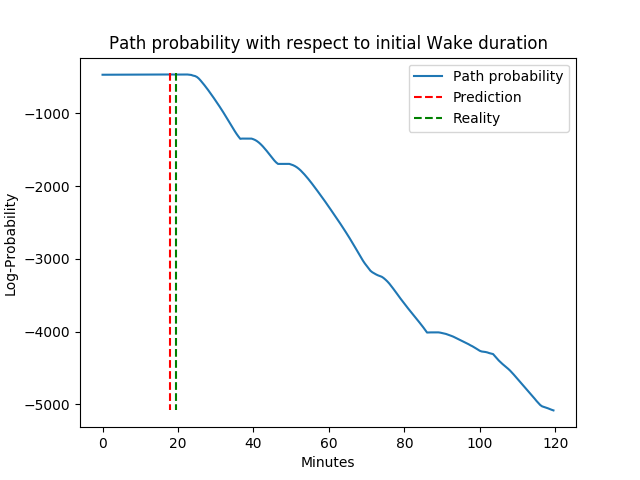 Path probability with respect to initial Wake duration
Path probability
Prediction
Reality
Log-Probability
−1000
−2000
−3000
−4000
−5000
0 20 40 60 80 100 120
Minutes